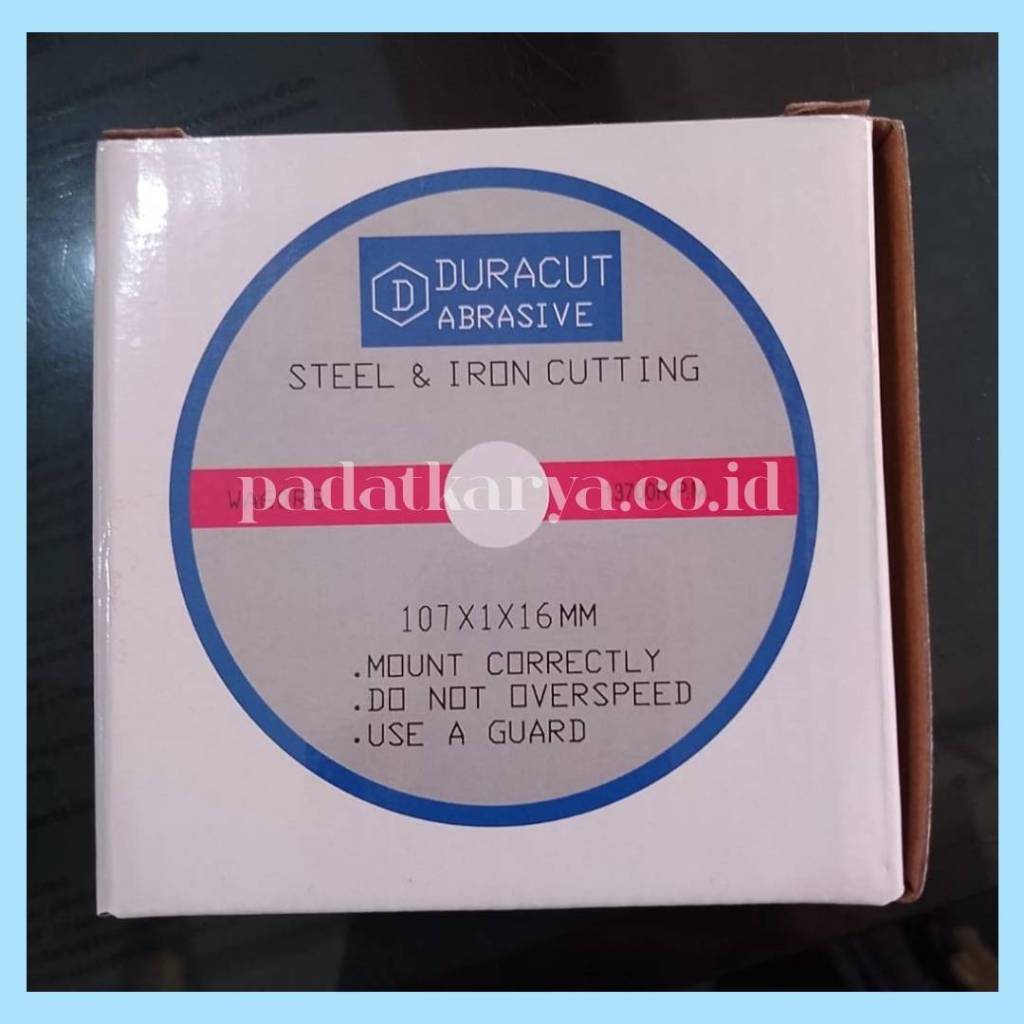 D
DURACUT
ABRASIVE
STEEL & IRON CUTTING
padatkarya.co.id
107X1X16MM
.MOUNT CORRECTLY
.DO NOT OVERSPEED
.USE A GUARD